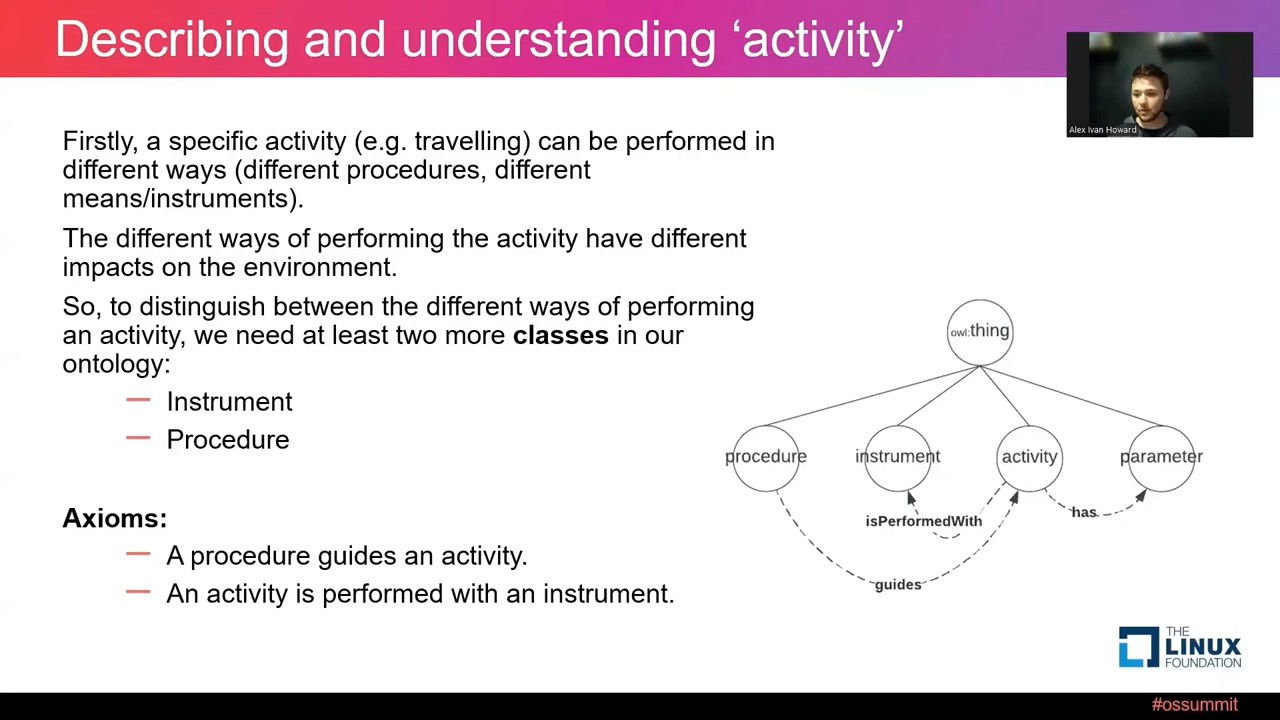 Describing and understanding ‘activity’
Alex Ivan Howard
Firstly, a specific activity (e.g. travelling) can be performed in
different ways (different procedures, different
means/instruments).
The different ways of performing the activity have different
impacts on the environment.
So, to distinguish between the different ways of performing
an activity, we need at least two more classes in our
ontology:
— Instrument
— Procedure
Axioms:
— A procedure guides an activity.
— An activity is performed with an instrument.
owl:thing
procedure
instrument
activity
parameter
isPerformedWith
has
guides
THE
LINUX
FOUNDATION
#ossummit